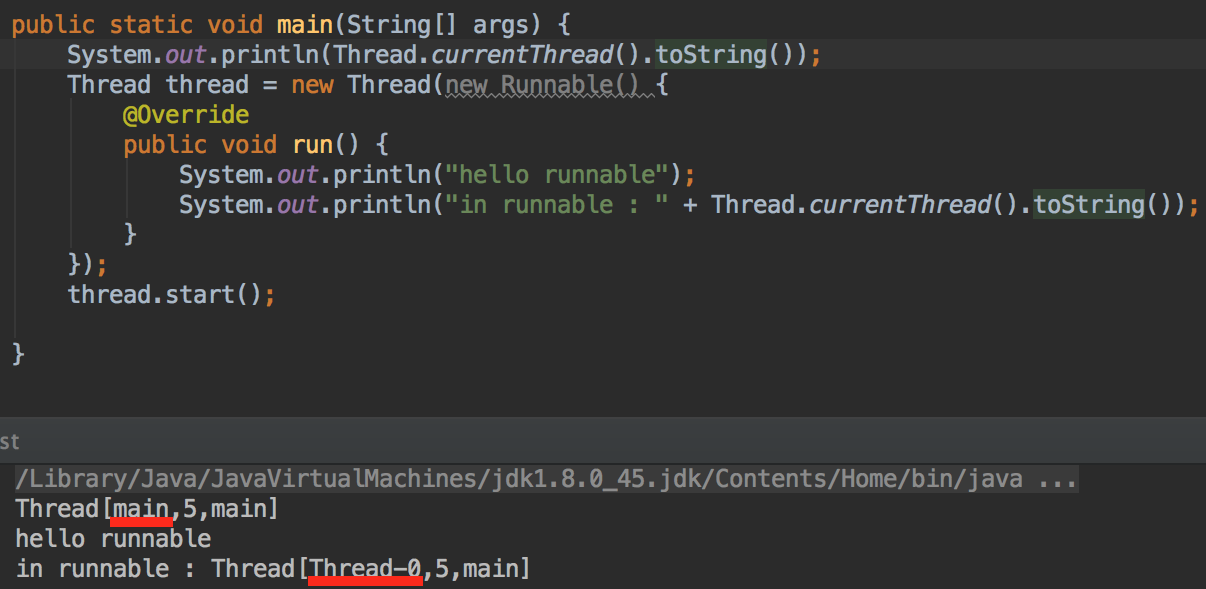 public static void main(String[] args) {
System.out.println(Thread.currentThread().toString());
Thread thread = new Thread(new Runnable() {
@Override
public void run() {
System.out.println("hello runnable");
System.out.println("in runnable : " + Thread.currentThread().toString());
}
});
thread.start();
}
st
/Library/Java/JavaVirtualMachines/jdk1.8.0_45.jdk/Contents/Home/bin/java ...
Thread[main,5,main]
hello runnable
in runnable : Thread[Thread-0,5,main]